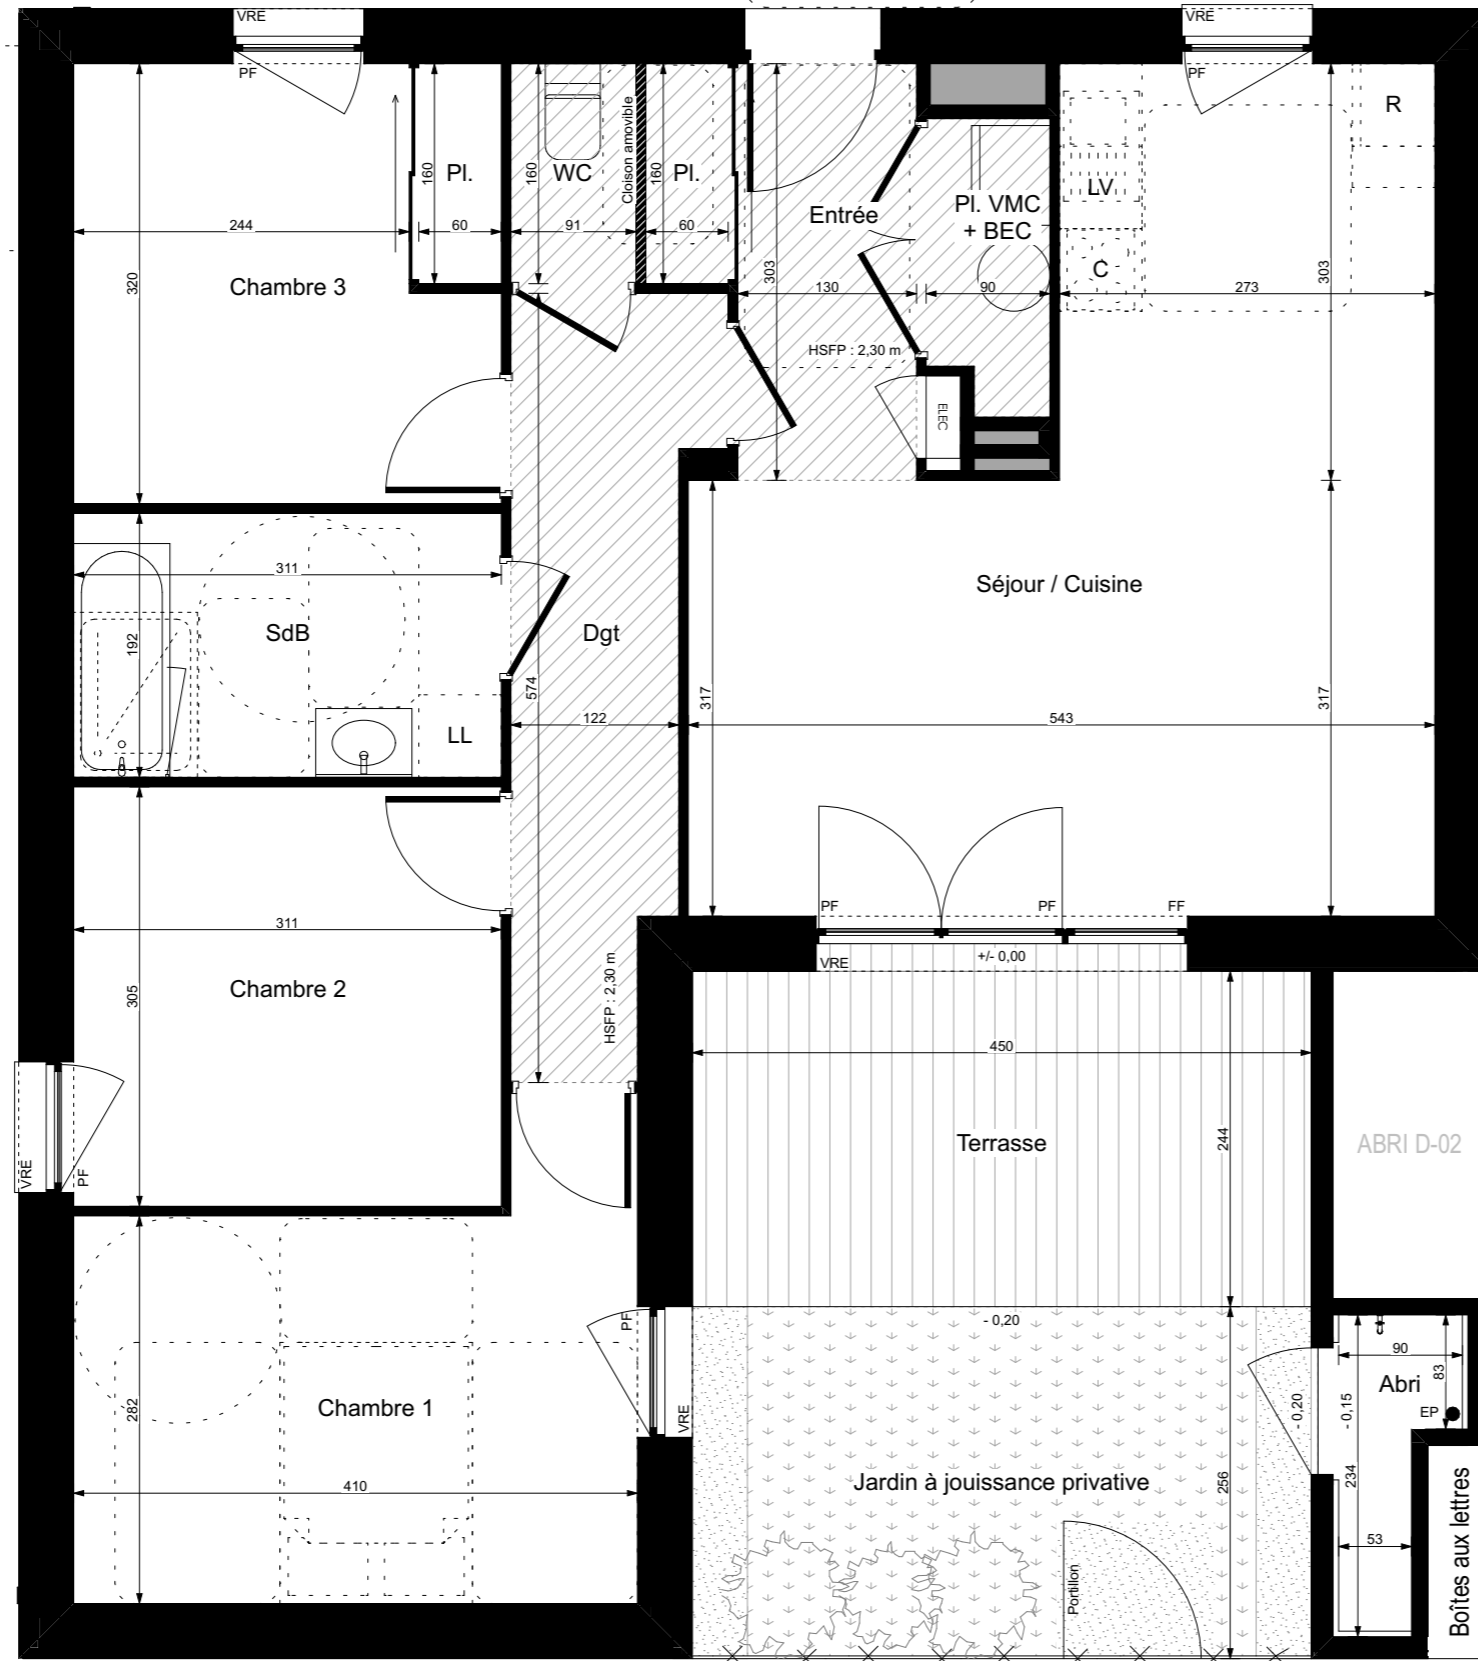 VRE
VRE
PF
PF
R
160
Pl.
160
WC
Cloison amovible
160
Pl.
LV
Entrée
Pl. VMC
+ BEC
244
60
91
60
303
303
C
320
Chambre 3
130
90
273
HSFP : 2,30 m
ELEC
311
Séjour / Cuisine
192
SdB
Dgt
574
317
317
122
543
LL
PF
PF
FF
311
VRE
+/- 0,00
305
Chambre 2
HSFP : 2,30 m
450
Terrasse
244
ABRI D-02
VRE
PF
PF
- 0,20
90
83
Abri
282
Chambre 1
VRE
- 0,20
- 0,15
EP
410
Jardin à jouissance privative
256
234
53
Portillon
Boîtes aux lettres